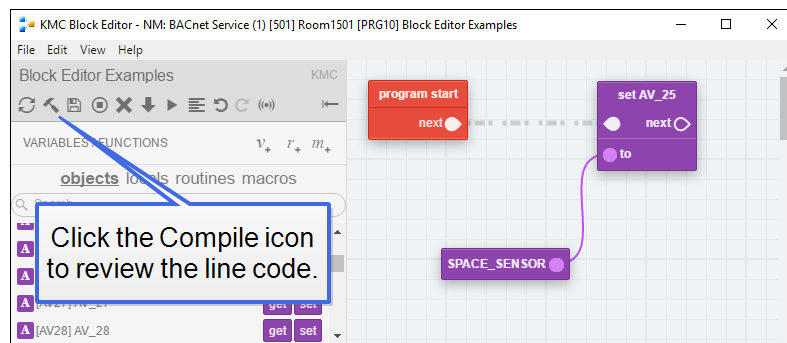 KMC Block Editor - NM: BACnet Service (1) [501] Room1501 [PRG10] Block Editor Examples
File Edit View Help
Block Editor Examples KMC
VARIABLES FUNCTIONS V+ r+ m+
objects locals routines macros
Click the Compile icon
to review the line code.
[AV28] AV_28 get set
program start
next
set AV_25
next
to
SPACE_SENSOR